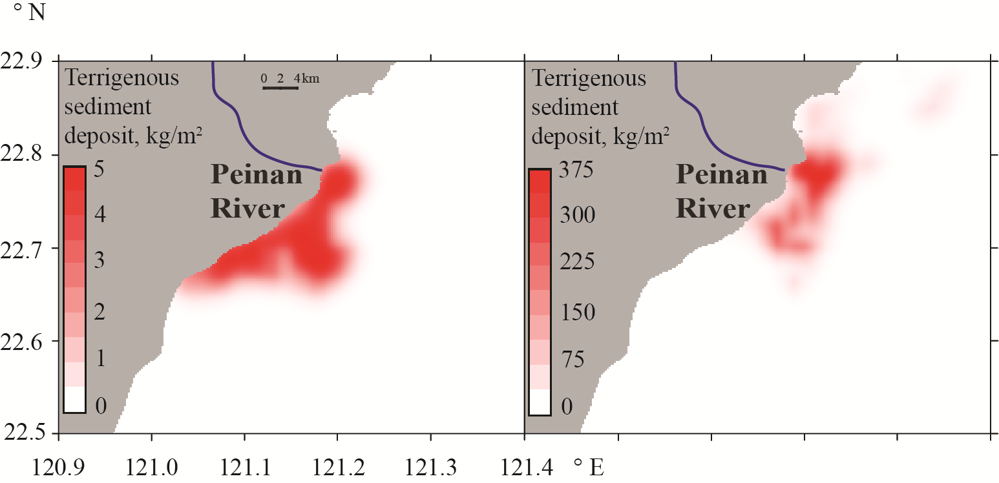 ° N
22.9
22.8
22.7
22.6
22.5
Terrigenous
sediment
deposit, kg/m²
0 2 4km
5
4
3
2
1
0
Peinan
River
Terrigenous
sediment
deposit, kg/m²
375
300
225
150
75
0
Peinan
River
120.9 121.0 121.1 121.2 121.3 121.4 ° E